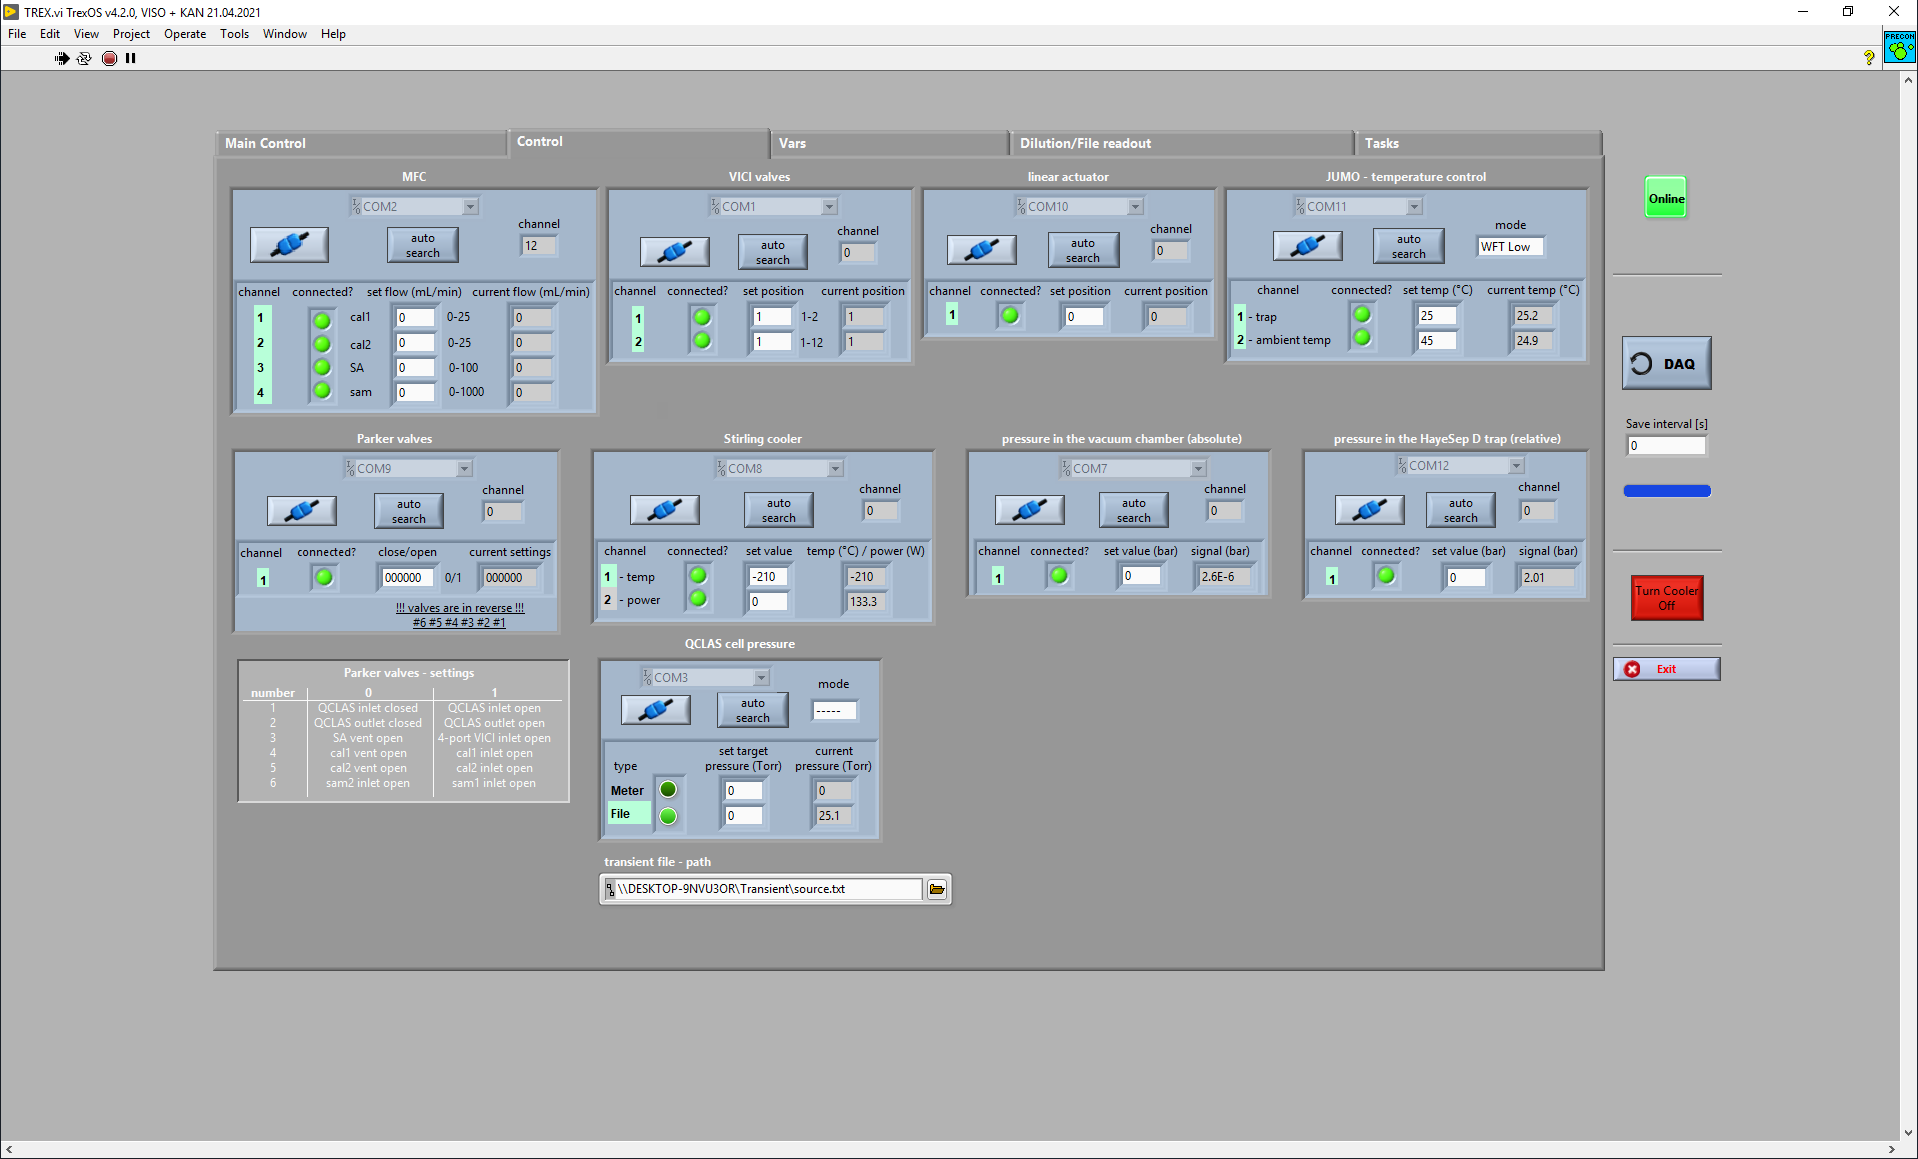 TREX.vi TrexOS v4.2.0, VISO + KAN 21.04.2021
File Edit View Project Operate Tools Window Help
PRECON
Main Control Control Vars Dilution/File readout Tasks
MFC
COM2
auto search
channel
12
channel connected? set flow (mL/min) current flow (mL/min)
1 cal1 0 0-25 0
2 cal2 0 0-25 0
3 SA 0 0-100 0
4 sam 0 0-1000 0
VICI valves
COM1
auto search
channel
0
channel connected? set position current position
1 1 1-2 1
2 1 1-12 1
linear actuator
COM10
auto search
channel
0
channel connected? set position current position
1 0 0
JUMO - temperature control
COM11
auto search
mode
WFT Low
channel connected? set temp (°C) current temp (°C)
1 - trap 25 25.2
2 - ambient temp 45 24.9
Online
DAQ
Save interval [s]
0
Turn Cooler
Off
Exit
Parker valves
COM9
auto search
channel
0
channel connected? close/open current settings
1 000000 0/1 000000
!!! valves are in reverse !!!
#6 #5 #4 #3 #2 #1
Stirling cooler
COM8
auto search
channel
0
channel connected? set value temp (°C) / power (W)
1 - temp -210 -210
2 - power 0 133.3
pressure in the vacuum chamber (absolute)
COM7
auto search
channel
0
channel connected? set value (bar) signal (bar)
1 0 2.6E-6
pressure in the HayeSep D trap (relative)
COM12
auto search
channel
0
channel connected? set value (bar) signal (bar)
1 0 2.01
Parker valves - settings
number 0 1
1 QCLAS inlet closed QCLAS inlet open
2 QCLAS outlet closed QCLAS outlet open
3 SA vent open 4-port VICI inlet open
4 cal1 vent open cal1 inlet open
5 cal2 vent open cal2 inlet open
6 sam2 inlet open sam1 inlet open
QCLAS cell pressure
COM3
auto search
mode
-----
type set target pressure (Torr) current pressure (Torr)
Meter 0 0
File 0 25.1
transient file - path
\\DESKTOP-9NVU3OR\Transient\source.txt